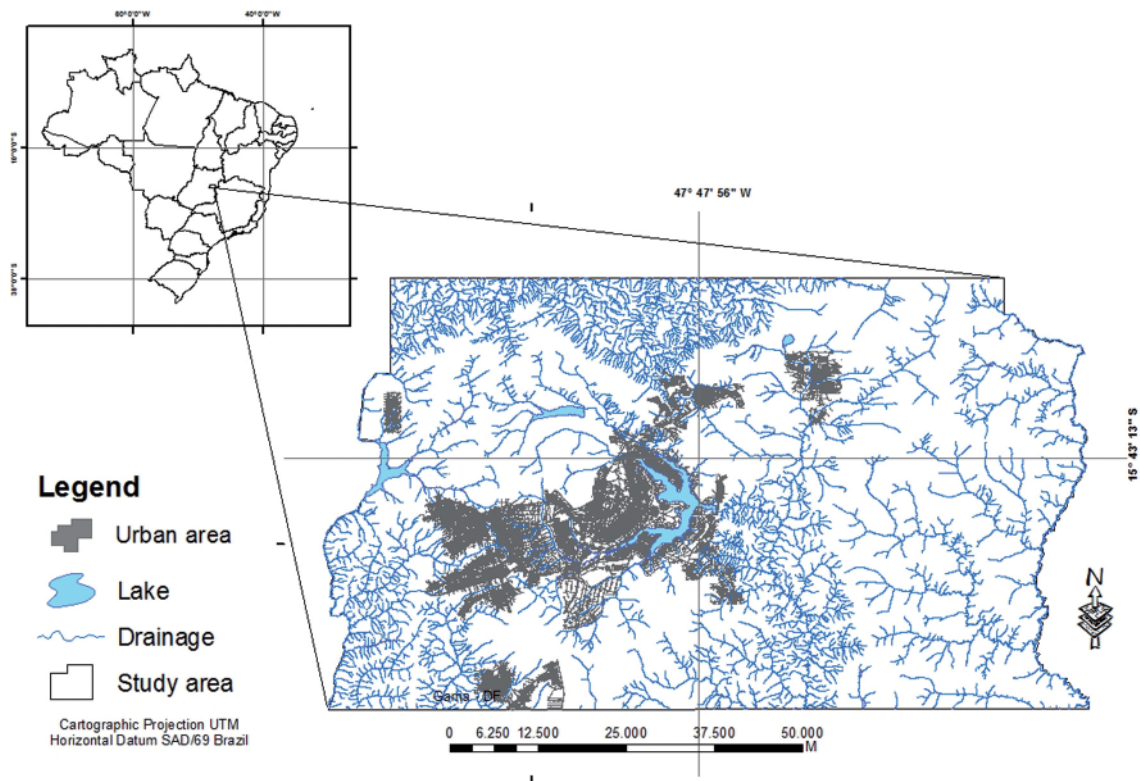 60° 0'0"W 40° 0'0"W
10°0'0"S
30°0'0"S
47° 47' 56" W
15° 43' 13" S
Legend
Urban area
Lake
Drainage
Study area
Cartographic Projection UTM
Horizontal Datum SAD/69 Brazil
N
Gama - DF
0 6.250 12.500 25.000 37.500 50.000
M